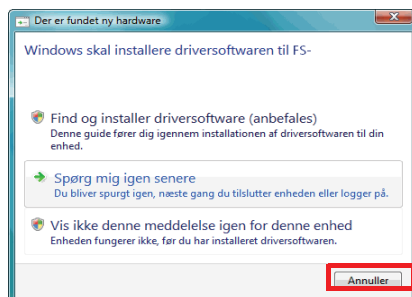 Der er fundet ny hardware
Windows skal installere driversoftwaren til FS-
Find og installer driversoftware (anbefales)
Denne guide fører dig igennem installationen af driversoftwaren til din
enhed.
Spørg mig igen senere
Du bliver spurgt igen, næste gang du tilslutter enheden eller logger på.
Vis ikke denne meddelelse igen for denne enhed
Enheden fungerer ikke, før du har installeret driversoftwaren.
Annuller